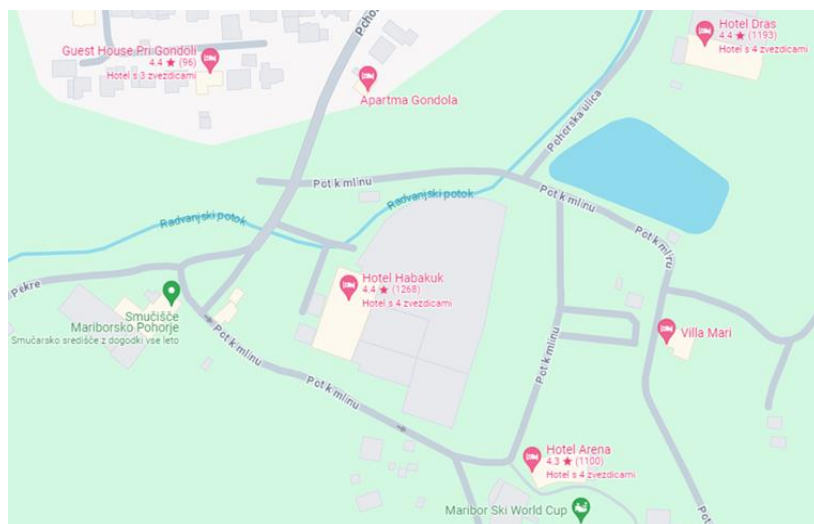 Hotel Dras
4.4 ★ (1193)
Hotel s 4 zvezdicami
Guest House Pri Gondoli
4.4 ★ (96)
Hotel s 3 zvezdicami
Apartma Gondola
Pohorska ulica
Pot k mlinu
Pot k mlinu
Radvanjski potok
Radvanjski potok
Pot k mlinu
Hotel Habakuk
4.4 ★ (1268)
Hotel s 4 zvezdicami
Pekre
Smučišče
Mariborsko Pohorje
Smučarsko središče z dogodki vse leto
Pot k mlinu
Villa Mari
Pot k mlinu
Pot k mlinu
Hotel Arena
4.3 ★ (1100)
Hotel s 4 zvezdicami
Maribor Ski World Cup